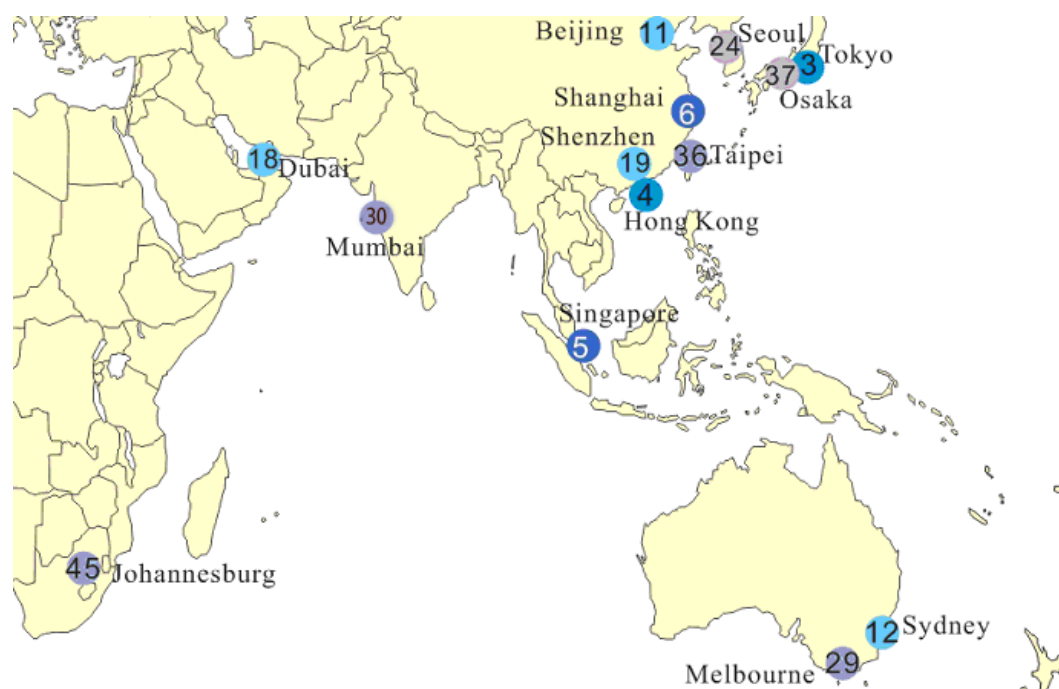 Beijing 11
24 Seoul
3 Tokyo
37
Osaka
Shanghai
6
Shenzhen
19
36 Taipei
18 Dubai
4
Hong Kong
30
Mumbai
Singapore
5
45 Johannesburg
12 Sydney
Melbourne 29